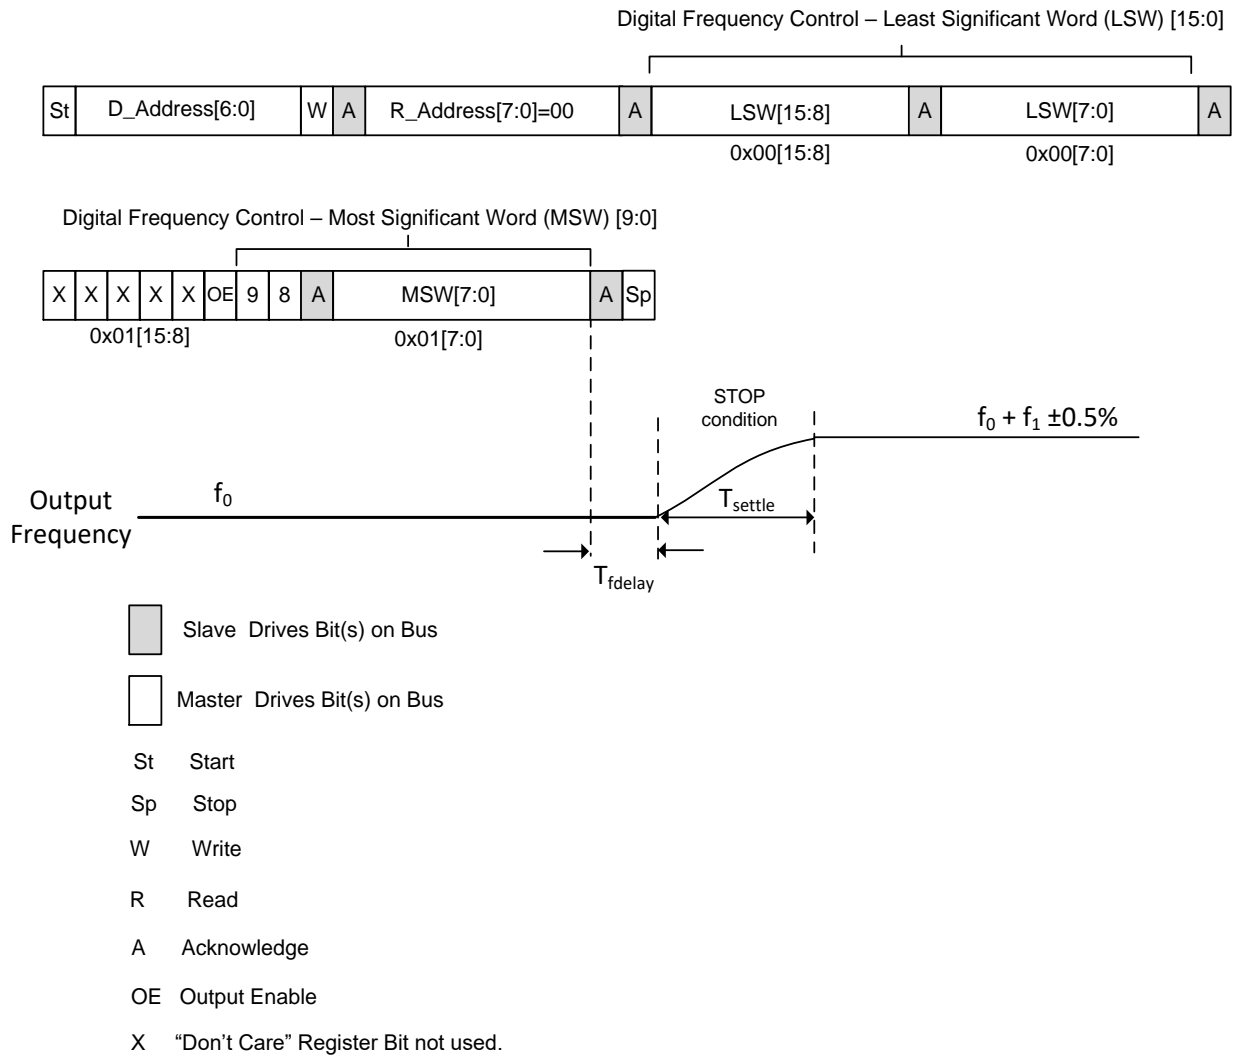 Digital Frequency Control – Least Significant Word (LSW) [15:0]
St D_Address[6:0] W A R_Address[7:0]=00 A LSW[15:8] A LSW[7:0] A
0x00[15:8] 0x00[7:0]
Digital Frequency Control – Most Significant Word (MSW) [9:0]
X X X X X OE 9 8 A MSW[7:0] A Sp
0x01[15:8] 0x01[7:0]
STOP
condition
f0 + f1 ±0.5%
f0
Output
Frequency
Tsettle
Tfdelay
Slave Drives Bit(s) on Bus
Master Drives Bit(s) on Bus
St Start
Sp Stop
W Write
R Read
A Acknowledge
OE Output Enable
X “Don’t Care” Register Bit not used.